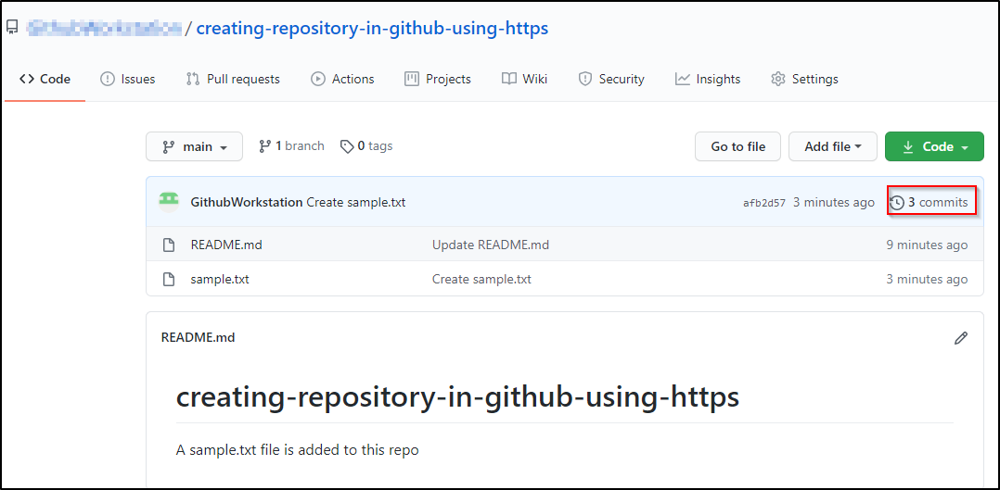 / creating-repository-in-github-using-https
Code Issues Pull requests Actions Projects Wiki Security Insights Settings
main 1 branch 0 tags Go to file Add file Code
GithubWorkstation Create sample.txt afb2d57 3 minutes ago 3 commits
README.md Update README.md 9 minutes ago
sample.txt Create sample.txt 3 minutes ago
README.md
creating-repository-in-github-using-https
A sample.txt file is added to this repo